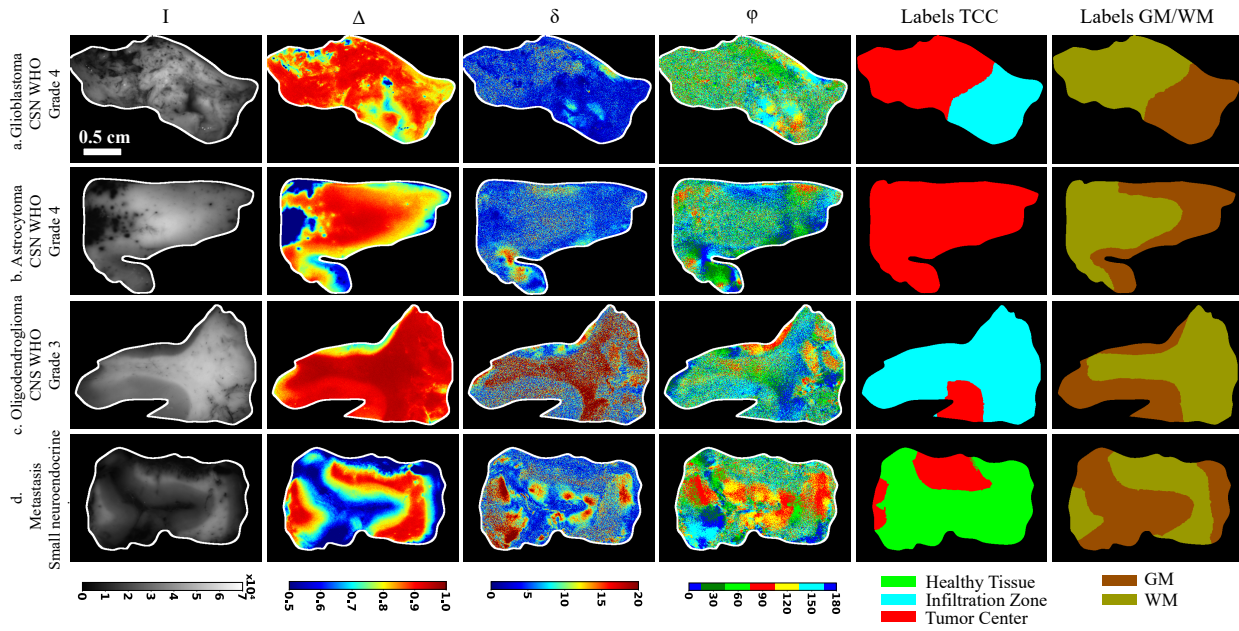 I Δ δ φ Labels TCC Labels GM/WM
a.Glioblastoma
CSN WHO
Grade 4
0.5 cm
b. Astrocytoma
CSN WHO
Grade 4
c. Oligodendroglioma
CNS WHO
Grade 3
d.
Metastasis
Small neuroendocrine
0 1 2 3 4 5 6 7 x10⁴
0.5 0.6 0.7 0.8 0.9 1.0
0 5 10 15 20
0 30 60 90 120 150 180
Healthy Tissue
Infiltration Zone
Tumor Center
GM
WM